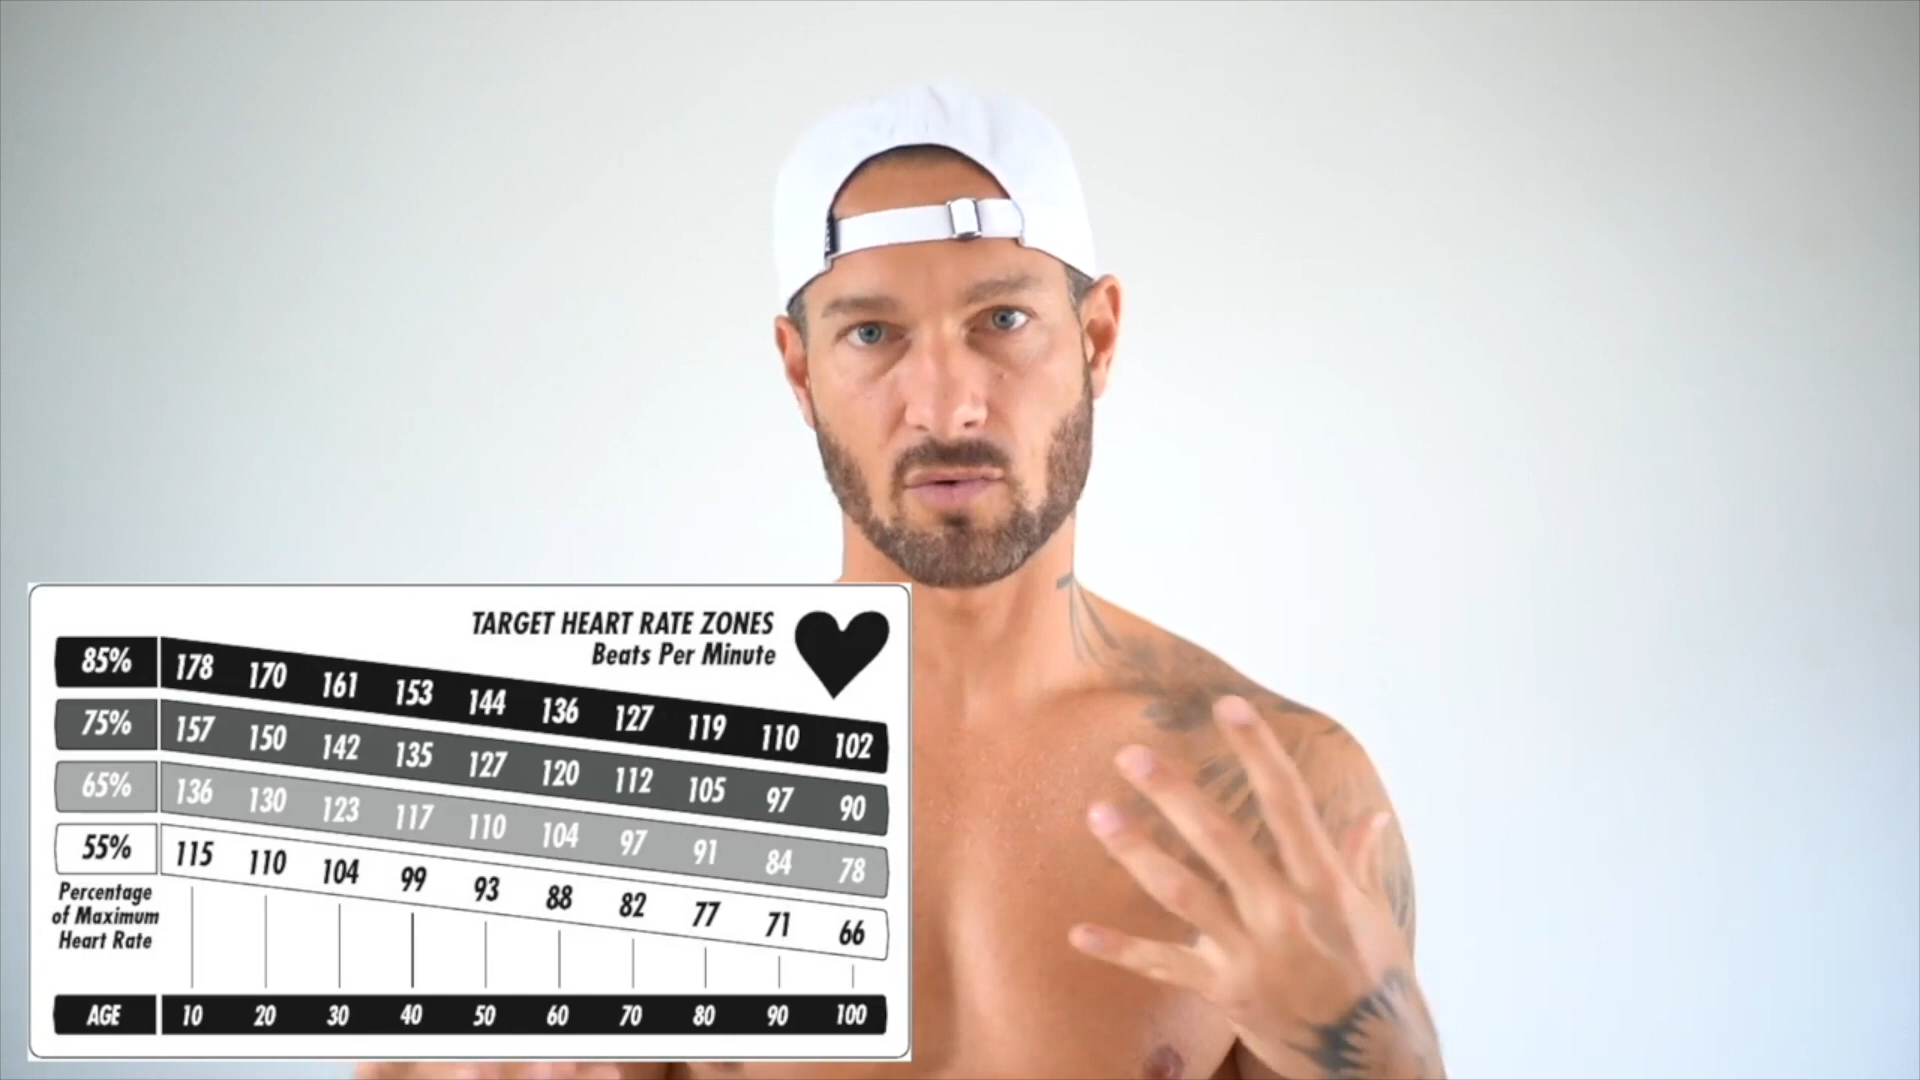 TARGET HEART RATE ZONES
Beats Per Minute
85% 178 170 161 153 144 136 127 119 110 102
75% 157 150 142 135 127 120 112 105 97 90
65% 136 130 123 117 110 104 97 91 84 78
55% 115 110 104 99 93 88 82 77 71 66
Percentage
of Maximum
Heart Rate
AGE 10 20 30 40 50 60 70 80 90 100